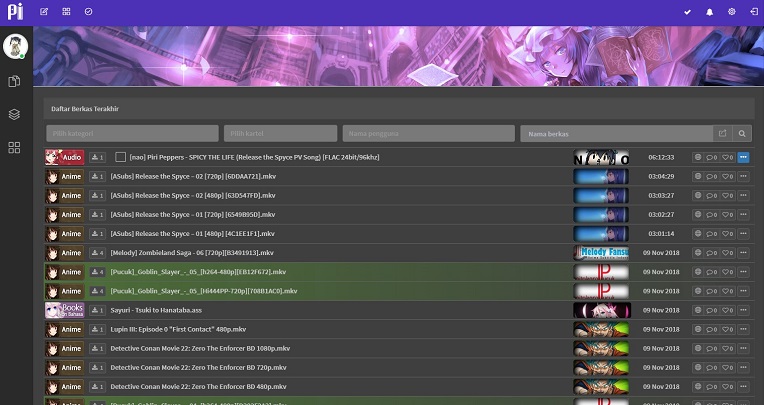 Pi
Daftar Berkas Terakhir
Pilih kategori Pilih kartel Nama pengguna Nama berkas
Audio 1 [nao] Piri Peppers - SPICY THE LIFE (Release the Spyce PV Song) [FLAC 24bit/96khz] 06:12:33 0 0
Anime 1 [ASubs] Release the Spyce – 02 [720p] [6DDAA721].mkv 03:04:29 0 0
Anime 1 [ASubs] Release the Spyce – 02 [480p] [63D547FD].mkv 03:03:27 0 0
Anime 1 [ASubs] Release the Spyce – 01 [720p] [6549B95D].mkv 03:02:27 0 0
Anime 1 [ASubs] Release the Spyce – 01 [480p] [4C1EE1F1].mkv 03:01:14 0 0
Anime 4 [Melody] Zombieland Saga - 06 [720p][B3491913].mkv Melody Fansu 09 Nov 2018 0 0
Anime 4 [Pucuk]_Goblin_Slayer_-_05_[h264-480p][EB12F672].mkv 09 Nov 2018 0 0
Anime 4 [Pucuk]_Goblin_Slayer_-_05_[Hi444PP-720p][708B1AC0].mkv 09 Nov 2018 0 0
Books in Bahasa 1 Sayuri - Tsuki to Hanataba.ass 09 Nov 2018 0 0
Anime 1 Lupin III: Episode 0 "First Contact" 480p.mkv 09 Nov 2018 0 0
Anime 1 Detective Conan Movie 22: Zero The Enforcer BD 1080p.mkv 09 Nov 2018 0 0
Anime 1 Detective Conan Movie 22: Zero The Enforcer BD 720p.mkv 09 Nov 2018 0 0
Anime 1 Detective Conan Movie 22: Zero The Enforcer BD 480p.mkv 09 Nov 2018 0 0